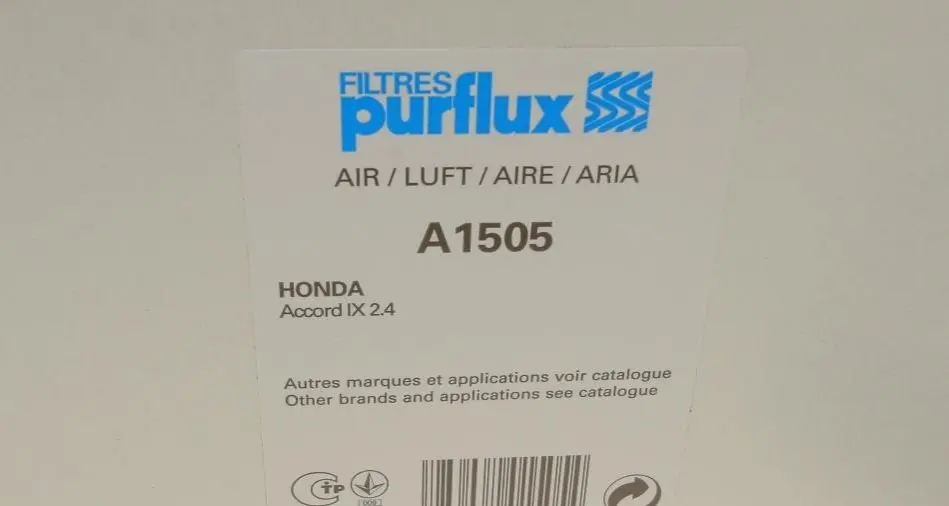 FILTRES
purflux
AIR / LUFT / AIRE / ARIA
A1505
HONDA
Accord IX 2.4
Autres marques et applications voir catalogue
Other brands and applications see catalogue